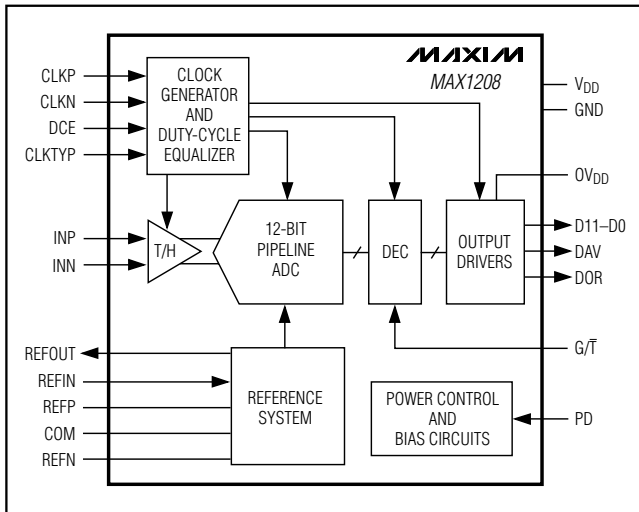 MAXIM
MAX1208
CLKP
CLKN
DCE
CLKTYP
CLOCK
GENERATOR
AND
DUTY-CYCLE
EQUALIZER
VDD
GND
OVDD
INP
INN
T/H
12-BIT
PIPELINE
ADC
DEC
OUTPUT
DRIVERS
D11–D0
DAV
DOR
REFOUT
REFIN
REFP
COM
REFN
REFERENCE
SYSTEM
G/T̅
POWER CONTROL
AND
BIAS CIRCUITS
PD